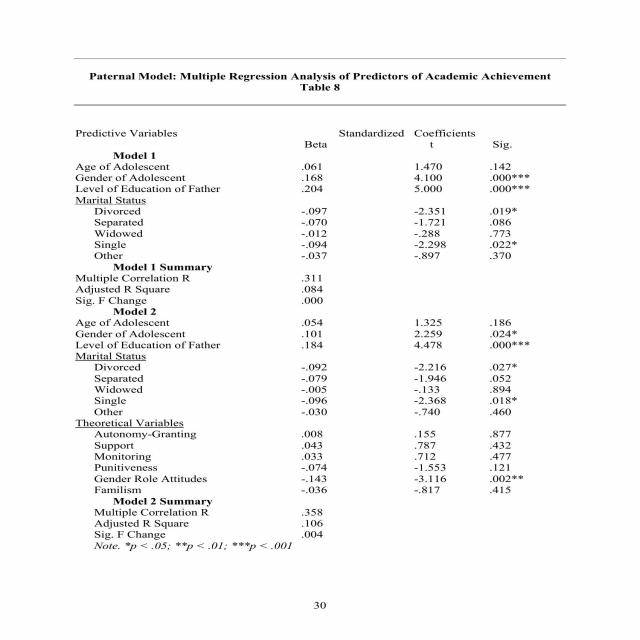 Paternal Model: Multiple Regression Analysis of Predictors of Academic Achievement
Table 8
Predictive Variables Standardized Coefficients
Beta t Sig.
Model 1
Age of Adolescent .061 1.470 .142
Gender of Adolescent .168 4.100 .000***
Level of Education of Father .204 5.000 .000***
Marital Status
Divorced -.097 -2.351 .019*
Separated -.070 -1.721 .086
Widowed -.012 -.288 .773
Single -.094 -2.298 .022*
Other -.037 -.897 .370
Model 1 Summary
Multiple Correlation R .311
Adjusted R Square .084
Sig. F Change .000
Model 2
Age of Adolescent .054 1.325 .186
Gender of Adolescent .101 2.259 .024*
Level of Education of Father .184 4.478 .000***
Marital Status
Divorced -.092 -2.216 .027*
Separated -.079 -1.946 .052
Widowed -.005 -.133 .894
Single -.096 -2.368 .018*
Other -.030 -.740 .460
Theoretical Variables
Autonomy-Granting .008 .155 .877
Support .043 .787 .432
Monitoring .033 .712 .477
Punitiveness -.074 -1.553 .121
Gender Role Attitudes -.143 -3.116 .002**
Familism -.036 -.817 .415
Model 2 Summary
Multiple Correlation R .358
Adjusted R Square .106
Sig. F Change .004
Note. *p < .05; **p < .01; ***p < .001
30